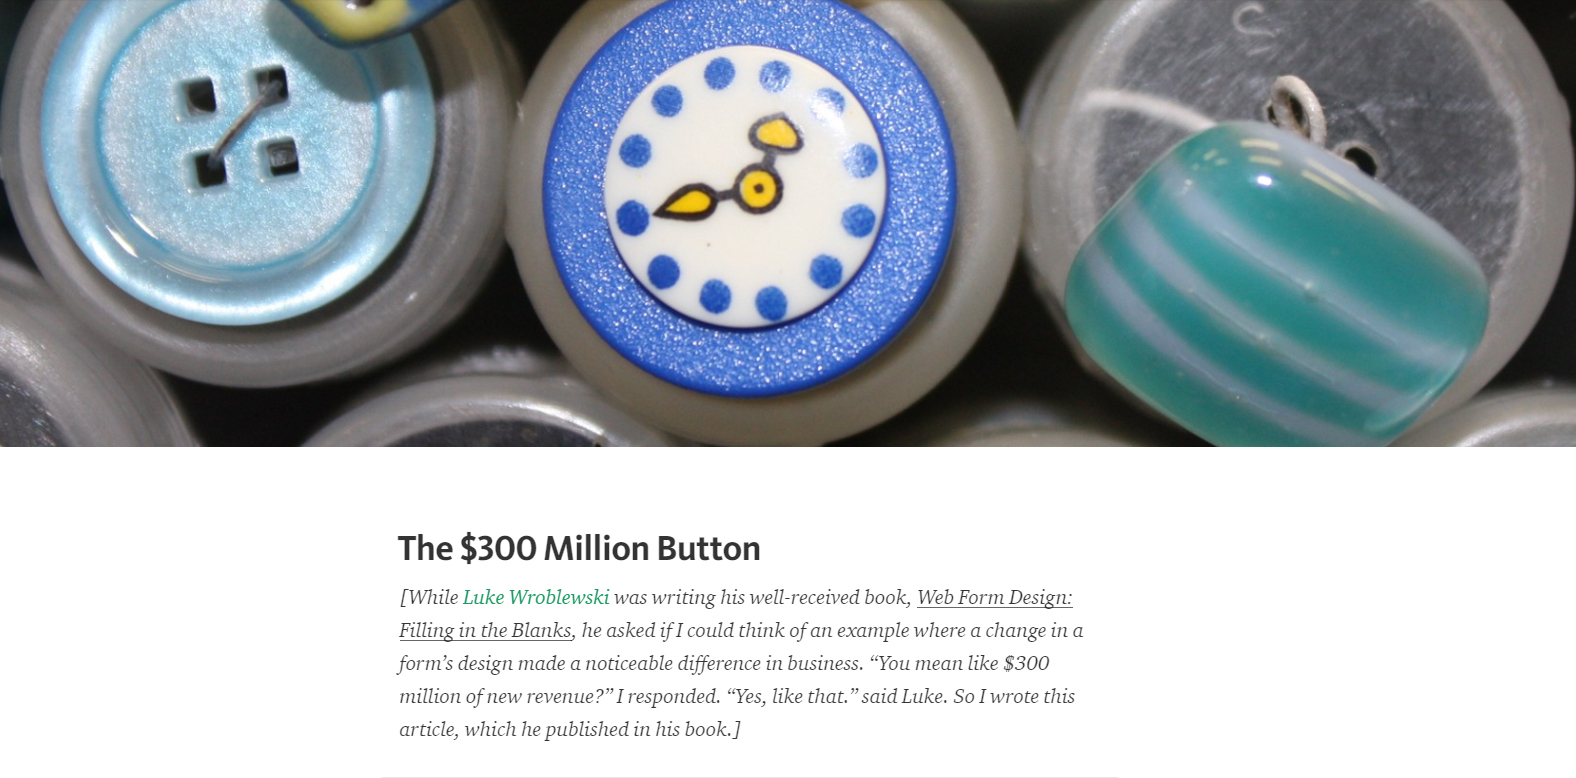 The $300 Million Button
[While Luke Wroblewski was writing his well-received book, Web Form Design:
Filling in the Blanks, he asked if I could think of an example where a change in a
form’s design made a noticeable difference in business. “You mean like $300
million of new revenue?” I responded. “Yes, like that.” said Luke. So I wrote this
article, which he published in his book.]